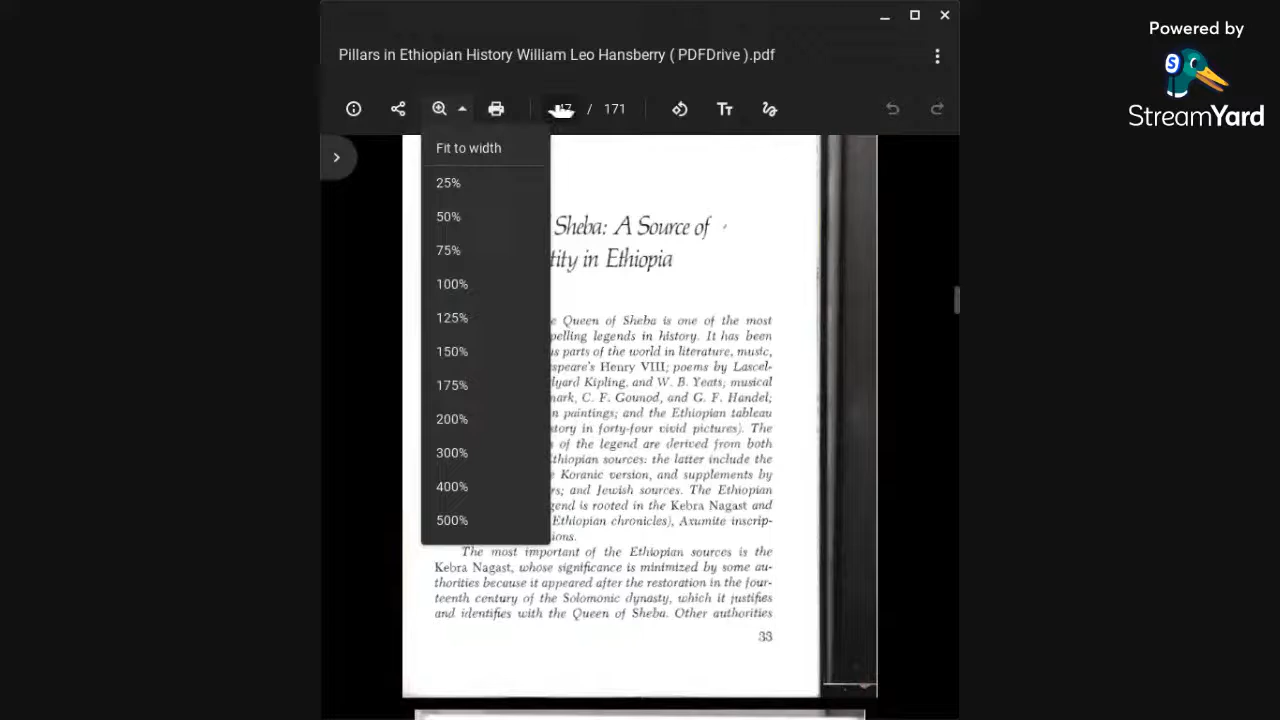 Powered by
StreamYard
Pillars in Ethiopian History William Leo Hansberry ( PDFDrive ).pdf
/ 171
Fit to width
25%
50%
75%
100%
125%
150%
175%
200%
300%
400%
500%
Sheba: A Source of
tity in Ethiopia
e Queen of Sheba is one of the most
pelling legends in history. It has been
s parts of the world in literature, music,
speare's Henry VIII; poems by Lascel-
dyard Kipling, and W. B. Yeats; musical
mark, C. F. Gounod, and G. F. Handel;
n paintings; and the Ethiopian tableau
story in forty-four vivid pictures). The
of the legend are derived from both
Ethiopian sources: the latter include the
e Koranic version, and supplements by
rs; and Jewish sources. The Ethiopian
gend is rooted in the Kebra Nagast and
Ethiopian chronicles), Axumite inscrip-
ions.
The most important of the Ethiopian sources is the
Kebra Nagast, whose significance is minimized by some au-
thorities because it appeared after the restoration in the four-
teenth century of the Solomonic dynasty, which it justifies
and identifies with the Queen of Sheba. Other authorities
33